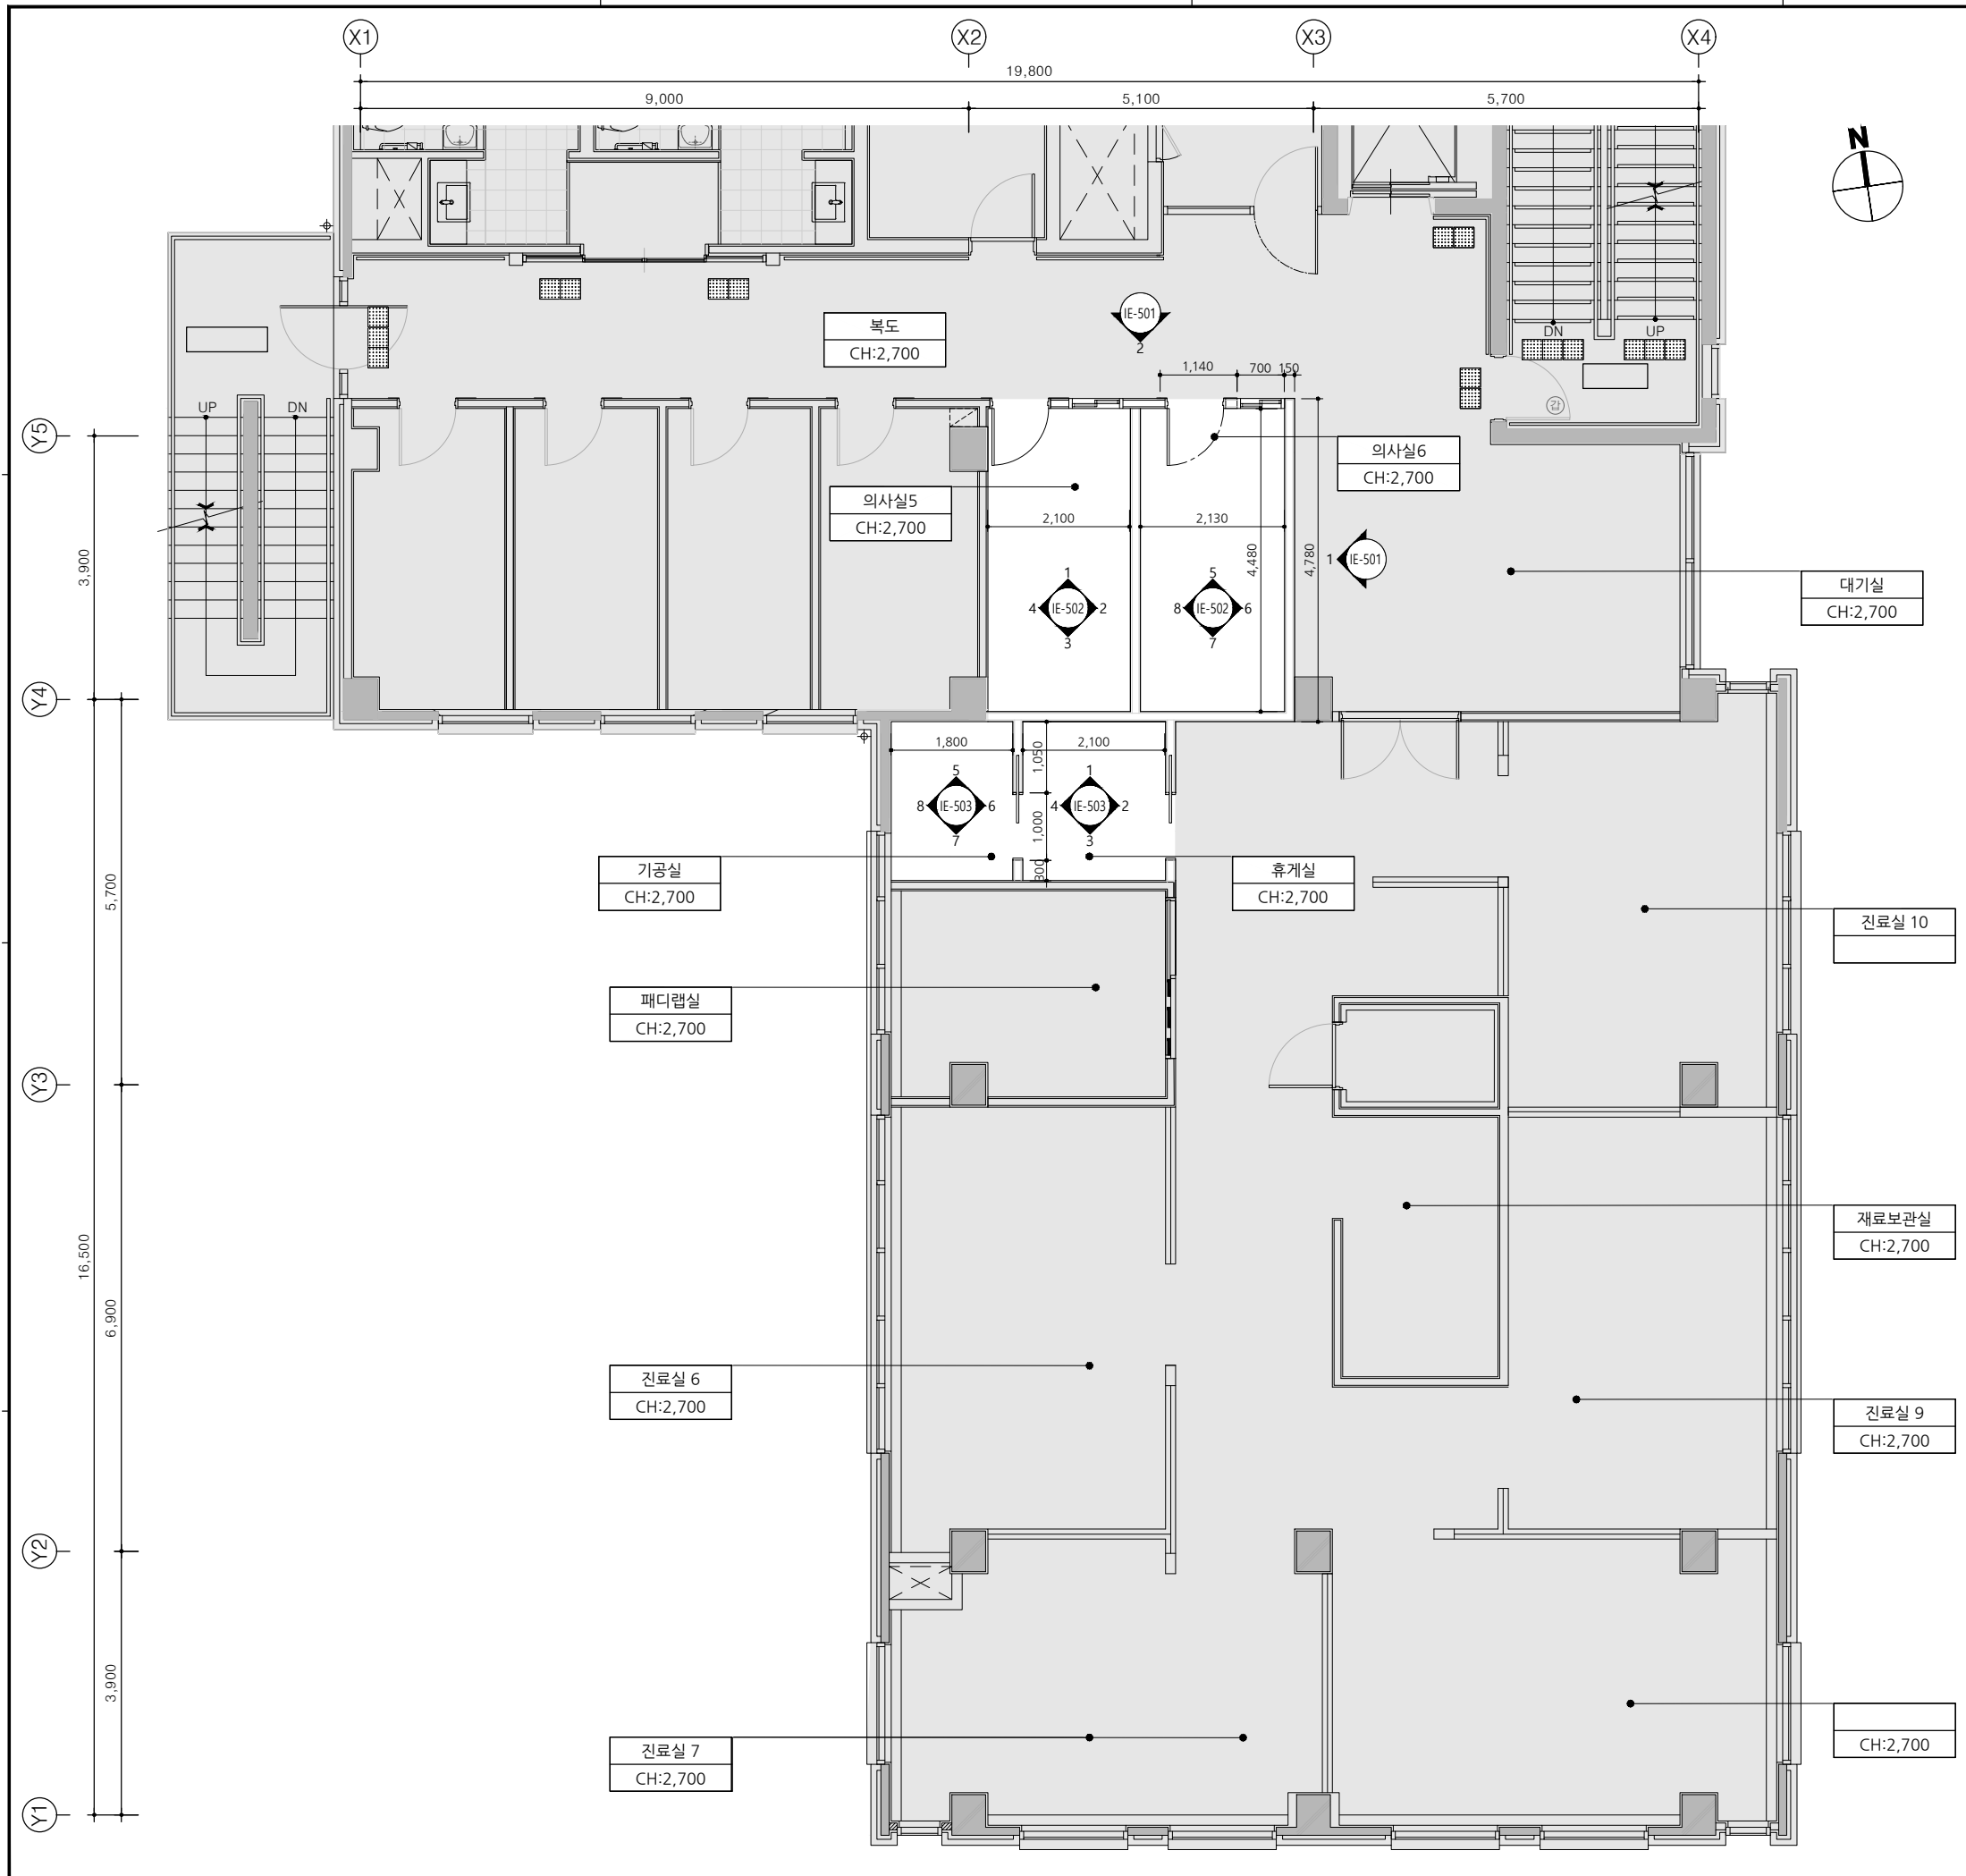 X1
X2
X3
X4
19,800
9,000
5,100
5,700
N
IE-501
2
복도
CH:2,700
DN
UP
1,140
700
150
갑
UP
DN
Y5
의사실6
CH:2,700
의사실5
CH:2,700
2,100
2,130
4,480
4,780
1
IE-501
3,900
대기실
CH:2,700
1
4
IE-502
2
3
5
8
IE-502
6
7
Y4
1,800
2,100
1,050
5
8
IE-503
6
7
1
4
IE-503
2
3
1,000
300
기공실
CH:2,700
휴게실
CH:2,700
5,700
진료실 10
패디랩실
CH:2,700
Y3
재료보관실
CH:2,700
16,500
6,900
진료실 6
CH:2,700
진료실 9
CH:2,700
Y2
3,900
진료실 7
CH:2,700
CH:2,700
Y1